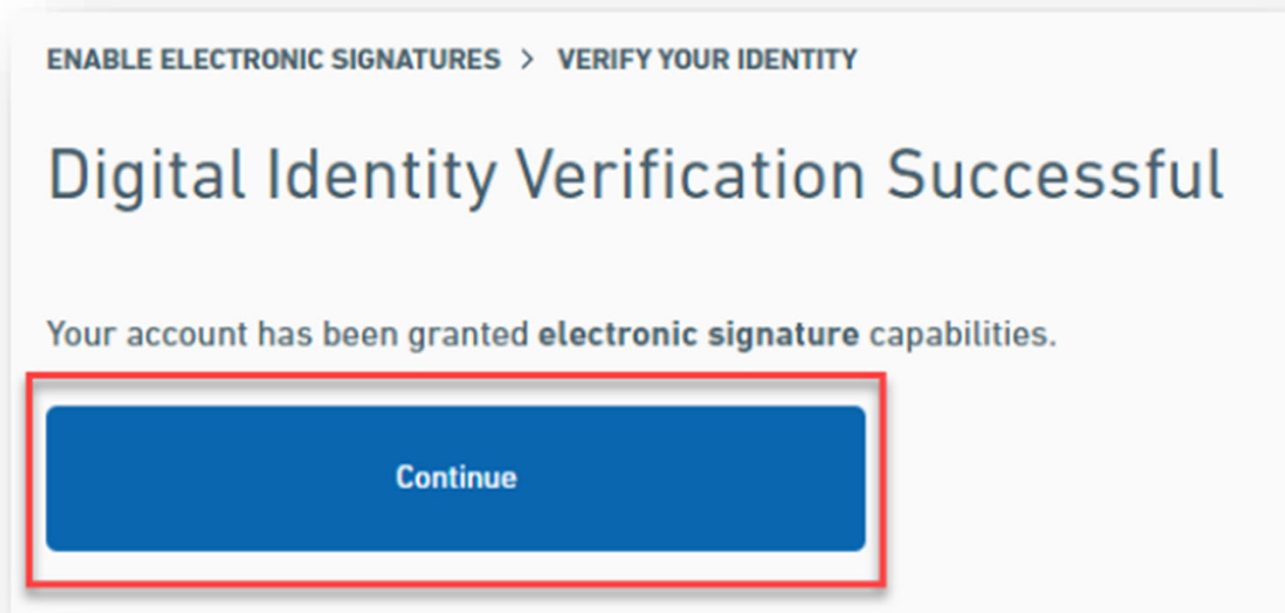 ENABLE ELECTRONIC SIGNATURES > VERIFY YOUR IDENTITY
Digital Identity Verification Successful
Your account has been granted electronic signature capabilities.
Continue